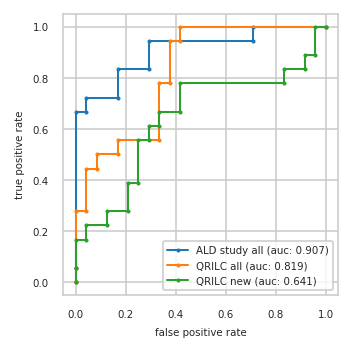 1.0
0.8
0.6
0.4
0.2
0.0
true positive rate
ALD study all (auc: 0.907)
QRILC all (auc: 0.819)
QRILC new (auc: 0.641)
0.0 0.2 0.4 0.6 0.8 1.0
false positive rate